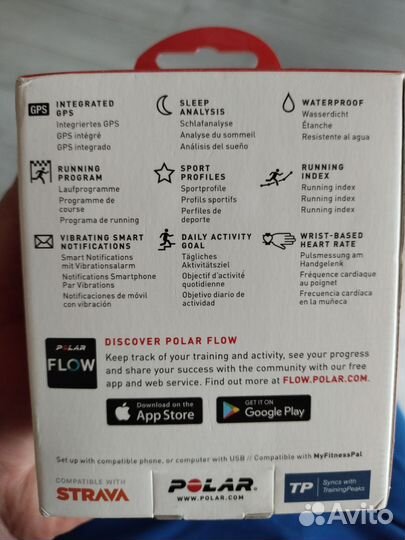 GPS
INTEGRATED
GPS
Integriertes GPS
GPS intégré
GPS integrado
SLEEP
ANALYSIS
Schlafanalyse
Analyse du sommeil
Análisis del sueño
WATERPROOF
Wasserdicht
Étanche
Resistente al agua
RUNNING
PROGRAM
Laufprogramme
Programme de
course
Programa de running
SPORT
PROFILES
Sportprofile
Profils sportifs
Perfiles de
deporte
RUNNING
INDEX
Running index
Running index
Running index
VIBRATING SMART
NOTIFICATIONS
Smart Notifications
mit Vibrationsalarm
Notifications Smartphone
Par Vibrations
Notificaciones de móvil
con vibración
DAILY ACTIVITY
GOAL
Tägliches
Aktivitätsziel
Objectif d'activité
quotidienne
Objetivo diario de
actividad
WRIST-BASED
HEART RATE
Pulsmessung am
Handgelenk
Fréquence cardiaque
au poignet
Frecuencia cardíaca
en la muñeca
POLAR
FLOW
DISCOVER POLAR FLOW
Keep track of your training and activity, see your progress
and share your success with the community with our free
app and web service. Find out more at FLOW.POLAR.COM.
Download on the
App Store
GET IT ON
Google Play
Set up with compatible phone, or computer with USB // Compatible with MyFitnessPal
COMPATIBLE WITH
STRAVA
POLAR
WWW.POLAR.COM
TP
Syncs with
TrainingPeaks
Avito